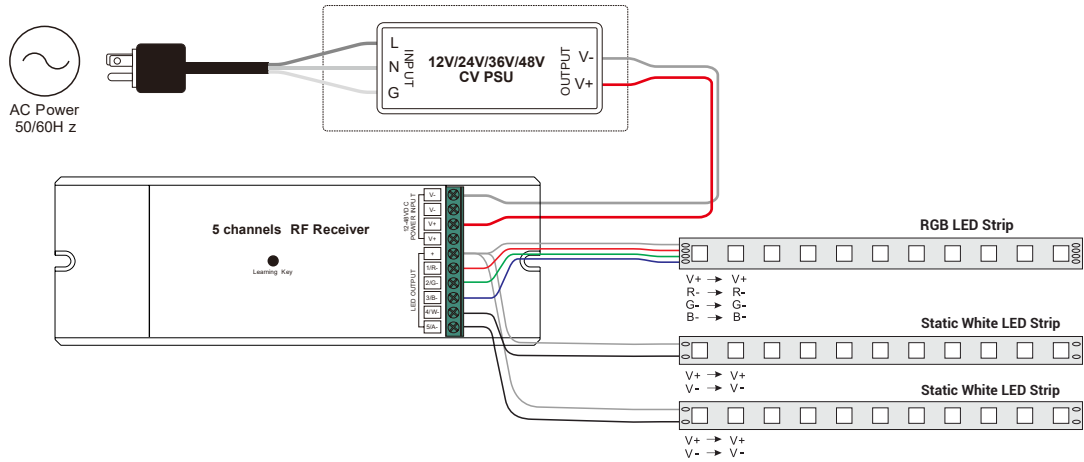 AC Power
50/60H z
L
N
G
INPUT
12V/24V/36V/48V
CV PSU
OUTPUT
V-
V+
5 channels RF Receiver
Learning Key
12-48VDC
POWER INPUT
V-
V-
V+
V+
LED OUTPUT
+
1/R-
2/G-
3/B-
4/W-
5/A-
RGB LED Strip
V+ → V+
R- → R-
G- → G-
B- → B-
Static White LED Strip
V+ → V+
V- → V-
Static White LED Strip
V+ → V+
V- → V-